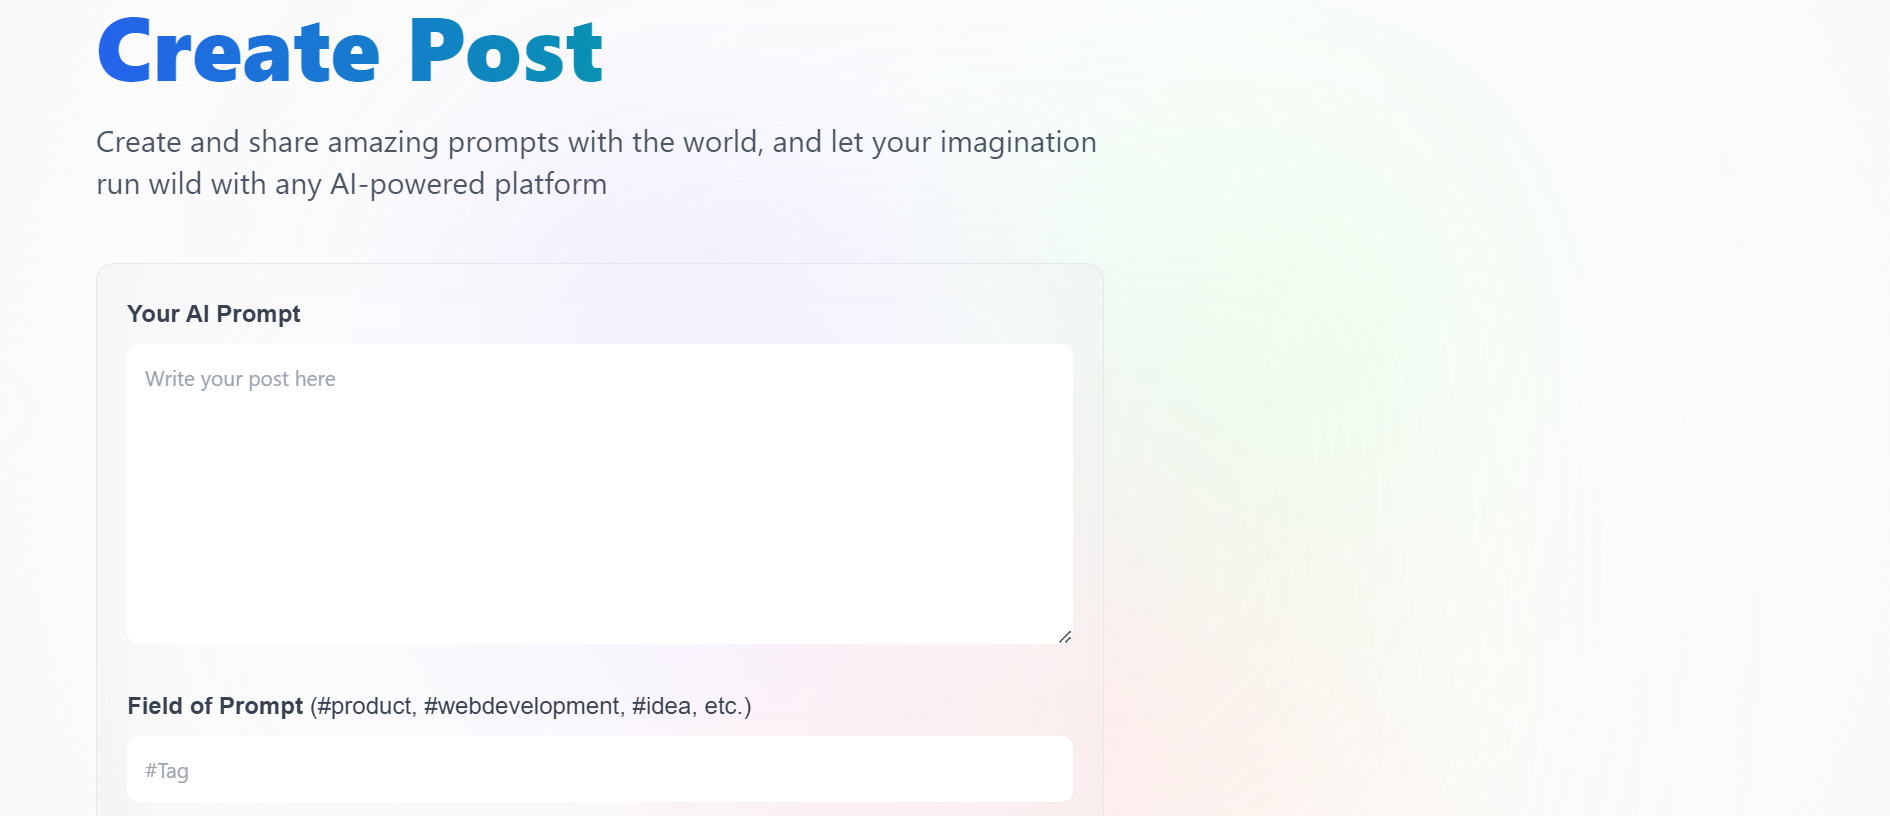 Create Post
Create and share amazing prompts with the world, and let your imagination
run wild with any AI-powered platform
Your AI Prompt
Write your post here
Field of Prompt (#product, #webdevelopment, #idea, etc.)
#Tag